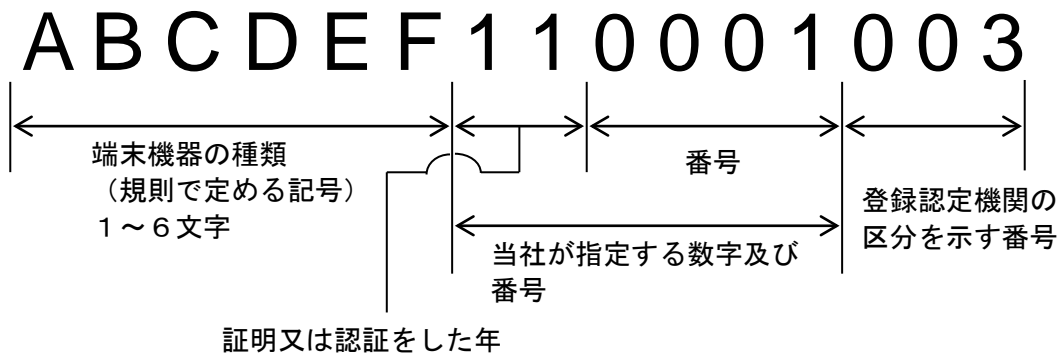 ABCDEF110001003
端末機器の種類
（規則で定める記号）
１～６文字
番号
登録認定機関の
区分を示す番号
当社が指定する数字及び
番号
証明又は認証をした年